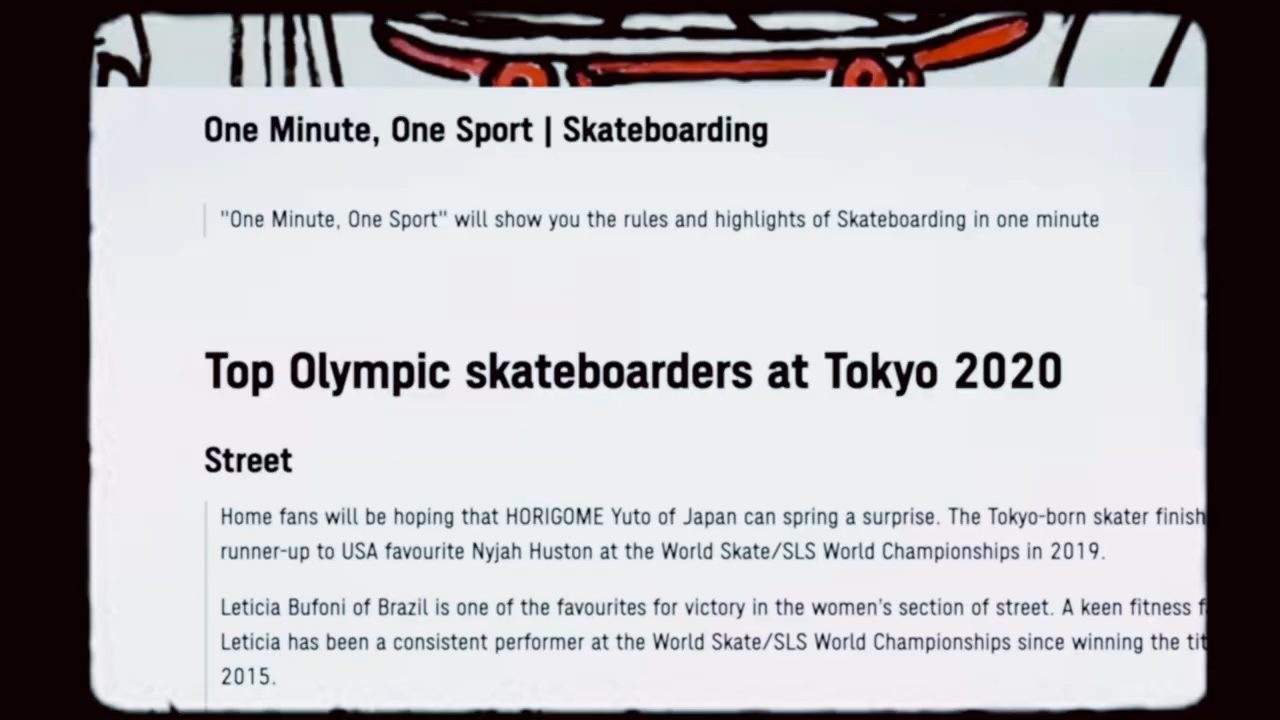 One Minute, One Sport | Skateboarding
"One Minute, One Sport" will show you the rules and highlights of Skateboarding in one minute
Top Olympic skateboarders at Tokyo 2020
Street
Home fans will be hoping that HORIGOME Yuto of Japan can spring a surprise. The Tokyo-born skater finish
runner-up to USA favourite Nyjah Huston at the World Skate/SLS World Championships in 2019.
Leticia Bufoni of Brazil is one of the favourites for victory in the women's section of street. A keen fitness f
Leticia has been a consistent performer at the World Skate/SLS World Championships since winning the tit
2015.